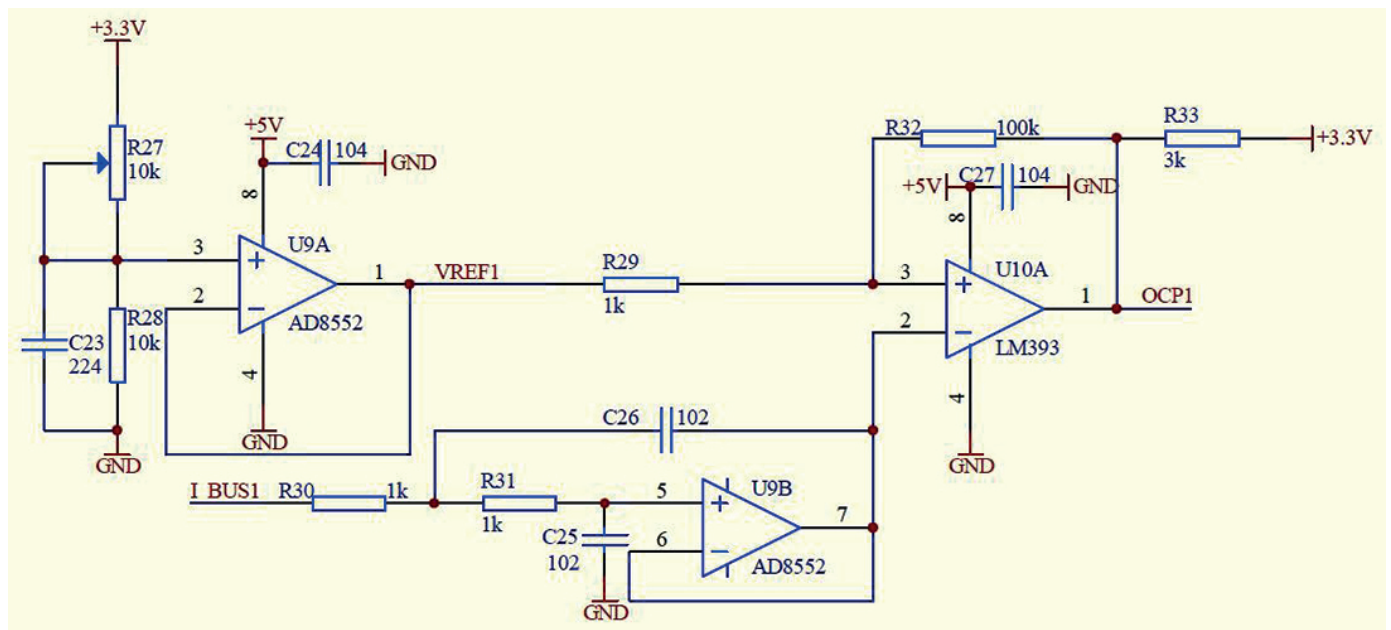 +3.3V
R27
10k
+5V
C24
104
GND
8
3
U9A
1
VREF1
2
AD8552
R28
10k
C23
224
4
GND
GND
R29
1k
R32
100k
R33
3k
+3.3V
+5V
C27
104
GND
8
3
U10A
1
OCP1
2
LM393
4
GND
C26
102
I BUS1
R30
1k
R31
1k
5
U9B
7
C25
102
6
AD8552
GND